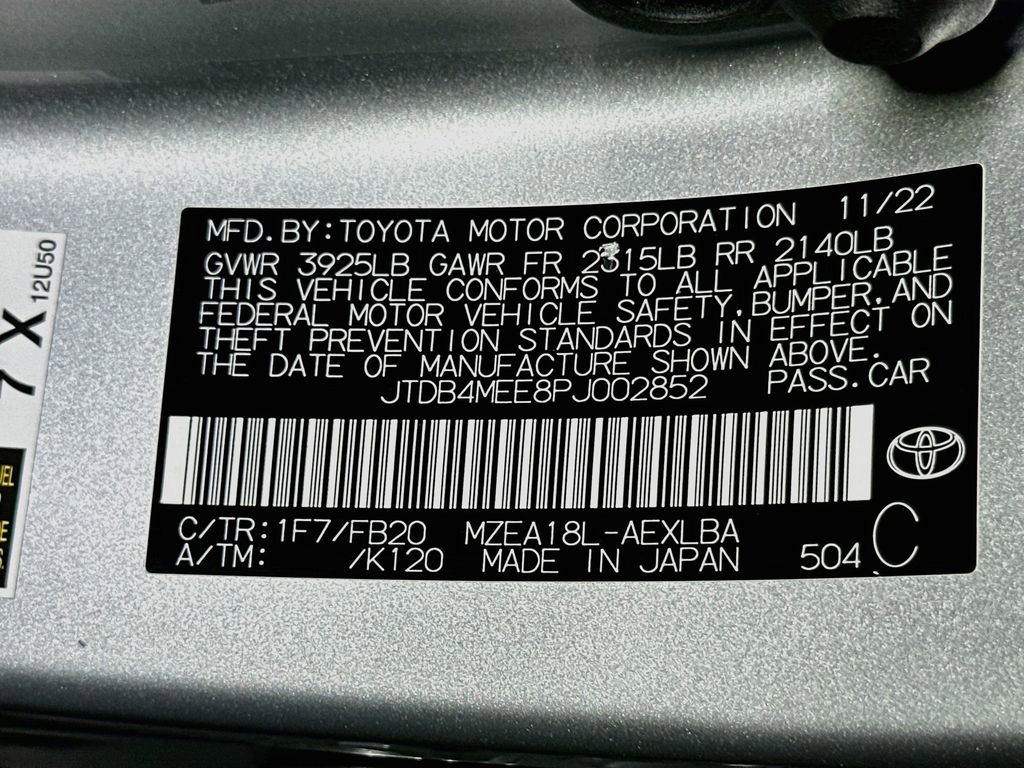 MFD.BY:TOYOTA MOTOR CORPORATION 11/22
GVWR 3925LB GAWR FR 2315LB RR 2140LB
THIS VEHICLE CONFORMS TO ALL APPLICABLE
FEDERAL MOTOR VEHICLE SAFETY,BUMPER,AND
THEFT PREVENTION STANDARDS IN EFFECT ON
THE DATE OF MANUFACTURE SHOWN ABOVE.
JTDB4MEE8PJ002852 PASS.CAR
C/TR:1F7/FB20 MZEA18L-AEXLBA
A/TM: /K120 MADE IN JAPAN 504 C
7 X
12U50